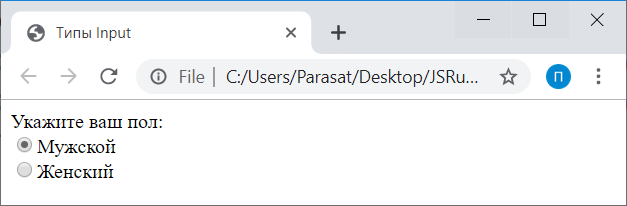 Типы Input
File | C:/Users/Parasat/Desktop/JSRu...
П
Укажите ваш пол:
Мужской
Женский